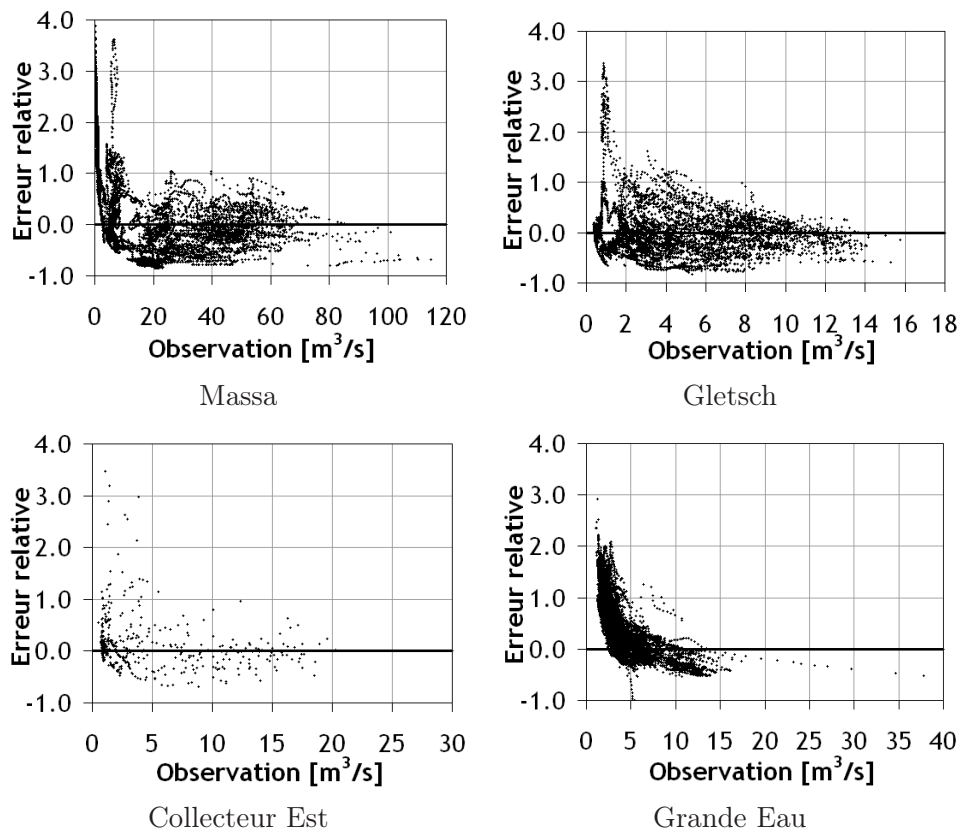 4.0
3.0
2.0
1.0
0.0
-1.0
Erreur relative
0 20 40 60 80 100 120
Observation [m³/s]
Massa
4.0
3.0
2.0
1.0
0.0
-1.0
Erreur relative
0 2 4 6 8 10 12 14 16 18
Observation [m³/s]
Gletsch
4.0
3.0
2.0
1.0
0.0
-1.0
Erreur relative
0 5 10 15 20 25 30
Observation [m³/s]
Collecteur Est
4.0
3.0
2.0
1.0
0.0
-1.0
Erreur relative
0 5 10 15 20 25 30 35 40
Observation [m³/s]
Grande Eau